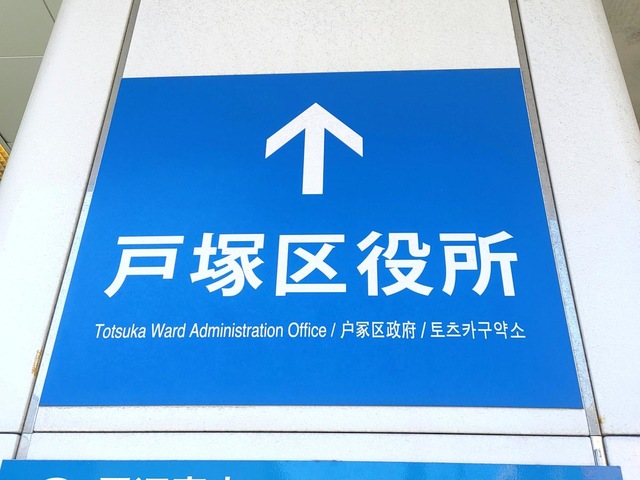 戸塚区役所
Totsuka Ward Administration Office / 户冢区政府 / 토츠카구약소